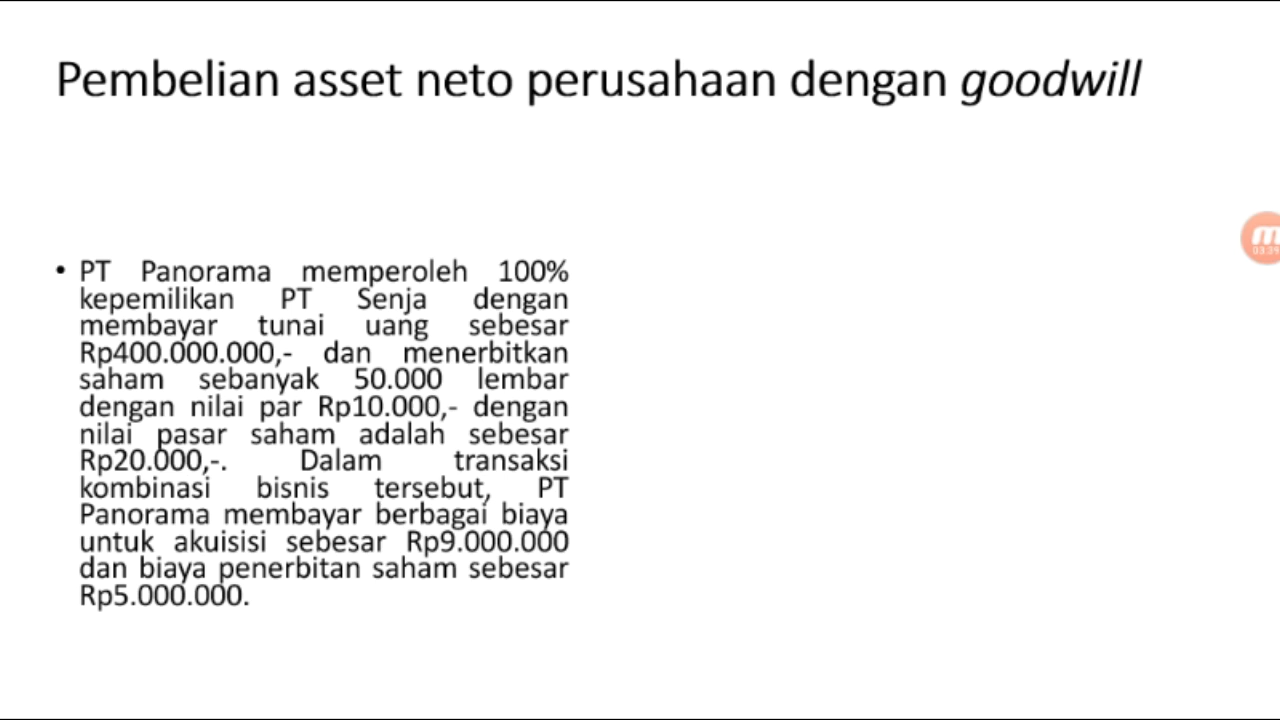 Pembelian asset neto perusahaan dengan goodwill
• PT Panorama memperoleh 100%
kepemilikan PT Senja dengan
membayar tunai uang sebesar
Rp400.000.000,- dan menerbitkan
saham sebanyak 50.000 lembar
dengan nilai par Rp10.000,- dengan
nilai pasar saham adalah sebesar
Rp20.000,-. Dalam transaksi
kombinasi bisnis tersebut, PT
Panorama membayar berbagai biaya
untuk akuisisi sebesar Rp9.000.000
dan biaya penerbitan saham sebesar
Rp5.000.000.
03:39